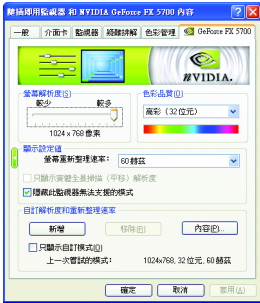 隨插即用監視器 和 NVIDIA GeForce FX 5700 內容
一般 介面卡 監視器 疑難排解 色彩管理 GeForce FX 5700
NVIDIA.
螢幕解析度(S)
較少 較多
1024 x 768 像素
色彩品質(Q)
高彩 (32 位元)
顯示設定值
螢幕重新整理速率: 60 赫茲
只顯示實體全景掃描 (平移) 解析度
隱藏此監視器無法支援的模式
自訂解析度和重新整理速率
新增 移除(E) 內容(P)...
只顯示自訂模式(O)
上一次嘗試的模式: 1024x768, 32 位元, 60 赫茲
確定 取消 套用(A)